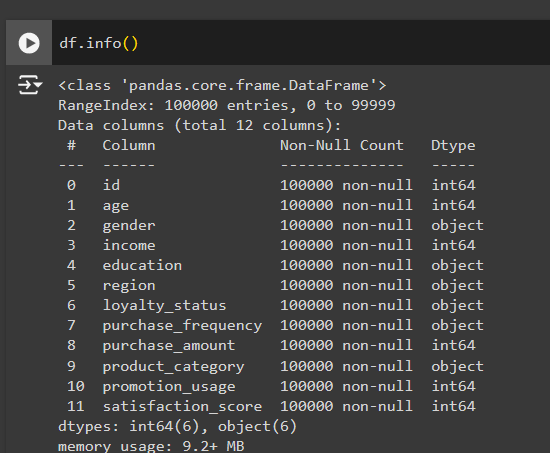 df.info()
<class 'pandas.core.frame.DataFrame'>
RangeIndex: 100000 entries, 0 to 99999
Data columns (total 12 columns):
 #   Column              Non-Null Count   Dtype
---  ------              --------------   -----
 0   id                  100000 non-null  int64
 1   age                 100000 non-null  int64
 2   gender              100000 non-null  object
 3   income              100000 non-null  int64
 4   education           100000 non-null  object
 5   region              100000 non-null  object
 6   loyalty_status      100000 non-null  object
 7   purchase_frequency  100000 non-null  object
 8   purchase_amount     100000 non-null  int64
 9   product_category    100000 non-null  object
 10  promotion_usage     100000 non-null  int64
 11  satisfaction_score  100000 non-null  int64
dtypes: int64(6), object(6)
memory usage: 9.2+ MB